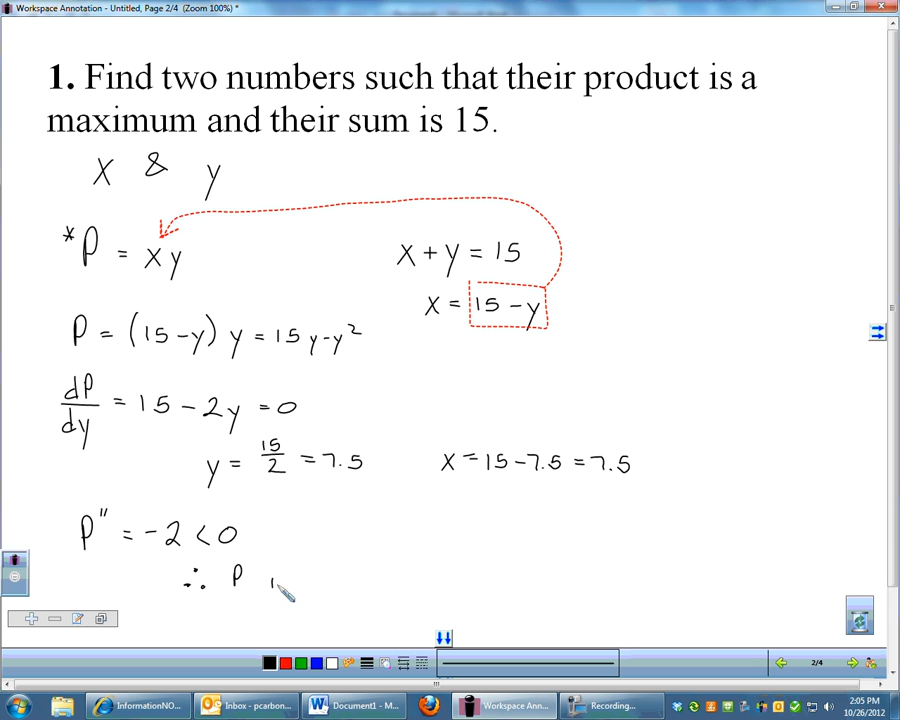 Workspace Annotation - Untitled, Page 2/4 (Zoom 100%) *
1. Find two numbers such that their product is a
maximum and their sum is 15.
x & y
*P = xy
x + y = 15
x = 15 - y
P = (15-y) y = 15y-y²
dP/dy = 15 - 2y = 0
y = 15/2 = 7.5
x = 15 - 7.5 = 7.5
P" = -2 < 0
∴ P
2/4
InformationNO...
Inbox - pcarbon...
Document1 - M...
Workspace Ann...
Recording...
2:05 PM
10/26/2012